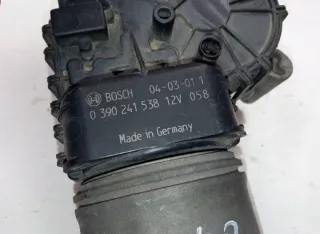 BOSCH 04-03-01 1
0 390 241 538 12V 058
Made in Germany